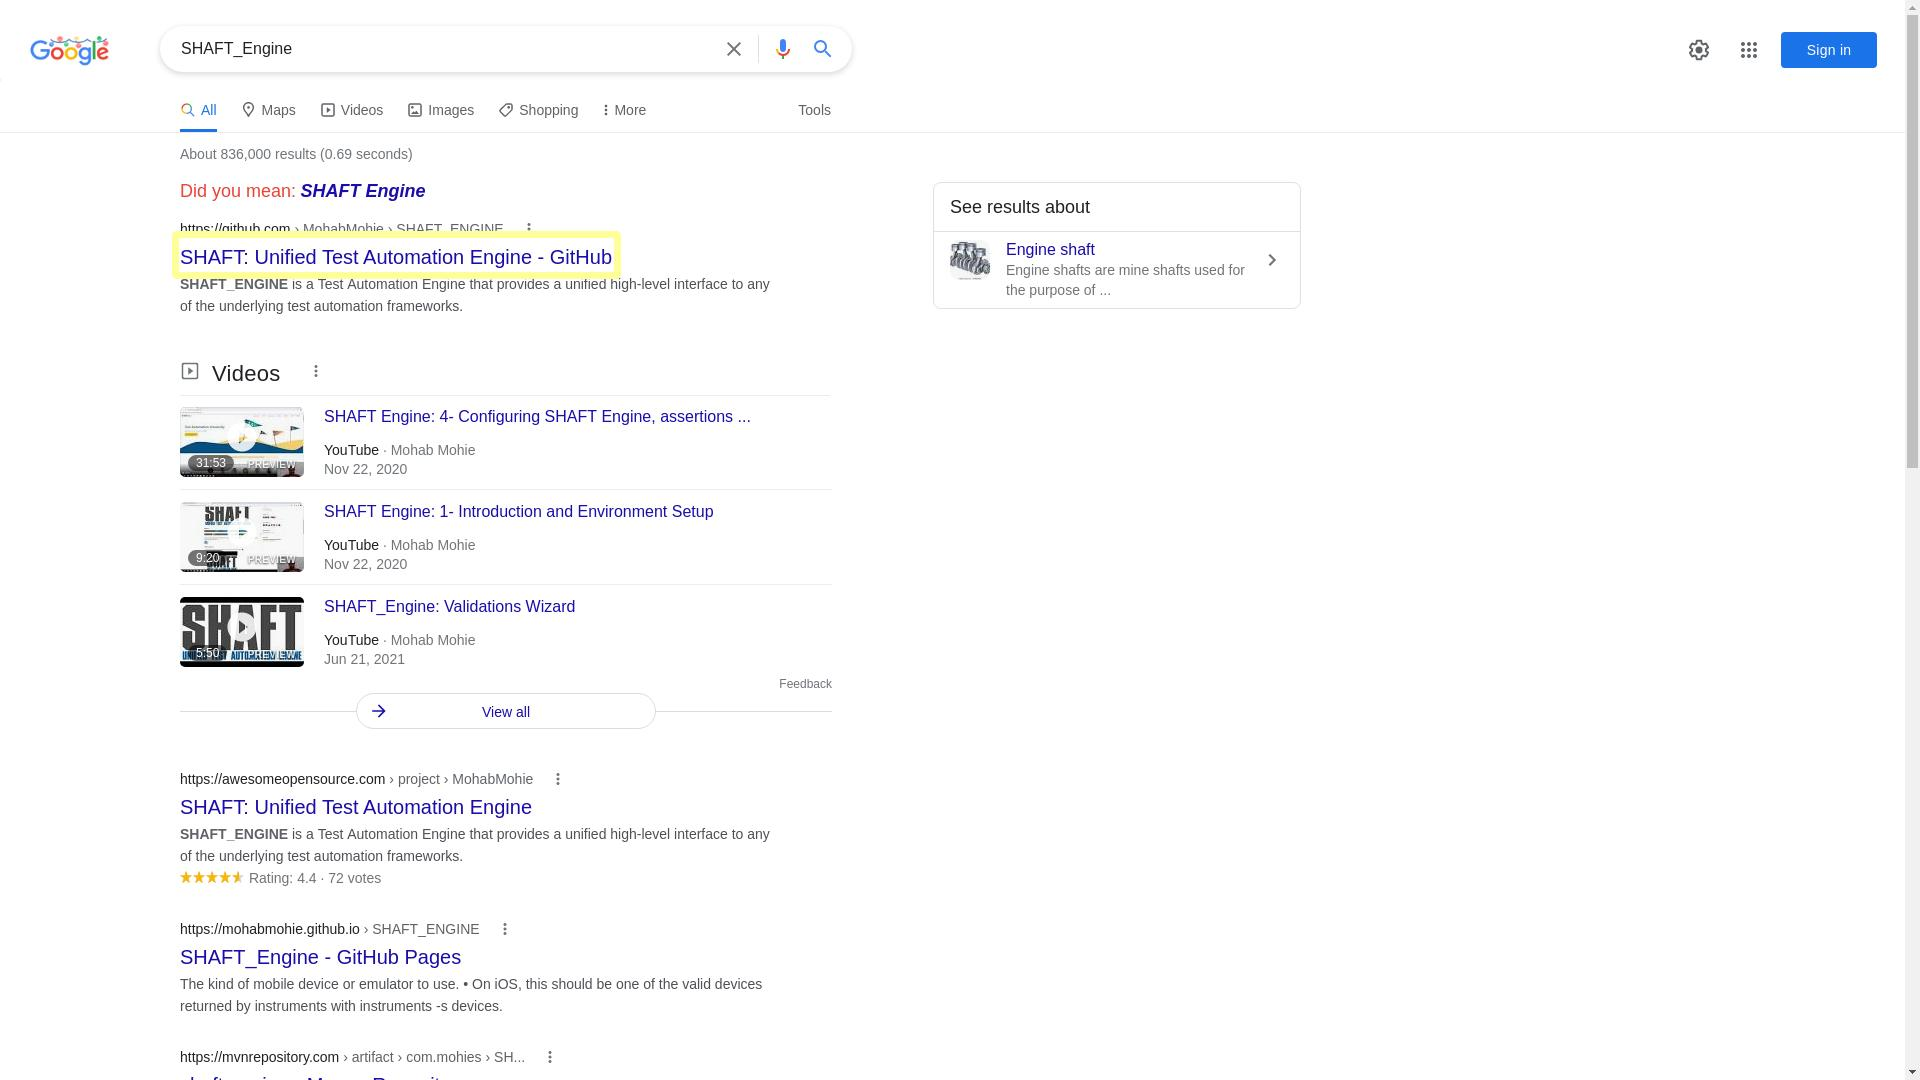 Google
SHAFT_Engine
Sign in
All
Maps
Videos
Images
Shopping
More
Tools
About 836,000 results (0.69 seconds)
Did you mean: SHAFT Engine
https://github.com › MohabMohie › SHAFT_ENGINE
SHAFT: Unified Test Automation Engine - GitHub
SHAFT_ENGINE is a Test Automation Engine that provides a unified high-level interface to any
of the underlying test automation frameworks.
See results about
Engine shaft
Engine shafts are mine shafts used for
the purpose of ...
Videos
SHAFT Engine: 4- Configuring SHAFT Engine, assertions ...
YouTube · Mohab Mohie
Nov 22, 2020
31:53
PREVIEW
SHAFT Engine: 1- Introduction and Environment Setup
YouTube · Mohab Mohie
Nov 22, 2020
SHAFT
9:20
PREVIEW
SHAFT_Engine: Validations Wizard
YouTube · Mohab Mohie
Jun 21, 2021
SHAFT
5:50
PREVIEW
Feedback
View all
https://awesomeopensource.com › project › MohabMohie
SHAFT: Unified Test Automation Engine
SHAFT_ENGINE is a Test Automation Engine that provides a unified high-level interface to any
of the underlying test automation frameworks.
Rating: 4.4 · 72 votes
https://mohabmohie.github.io › SHAFT_ENGINE
SHAFT_Engine - GitHub Pages
The kind of mobile device or emulator to use. • On iOS, this should be one of the valid devices
returned by instruments with instruments -s devices.
https://mvnrepository.com › artifact › com.mohies › SH...